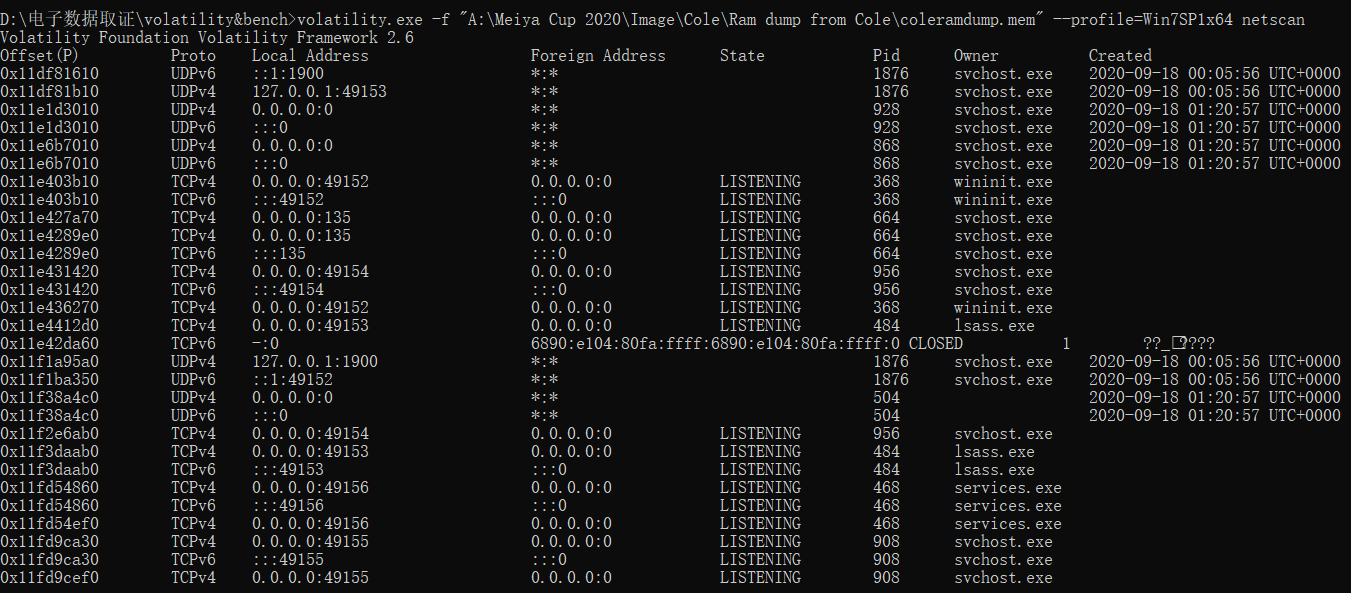 D:\电子数据取证\volatility&bench>volatility.exe -f "A:\Meiya Cup 2020\Image\Cole\Ram dump from Cole\coleramdump.mem" --profile=Win7SP1x64 netscan
Volatility Foundation Volatility Framework 2.6
Offset(P) Proto Local Address Foreign Address State Pid Owner Created
0x11df81610 UDPv6 ::1:1900 *:* 1876 svchost.exe 2020-09-18 00:05:56 UTC+0000
0x11df81b10 UDPv4 127.0.0.1:49153 *:* 1876 svchost.exe 2020-09-18 00:05:56 UTC+0000
0x11e1d3010 UDPv4 0.0.0.0:0 *:* 928 svchost.exe 2020-09-18 01:20:57 UTC+0000
0x11e1d3010 UDPv6 :::0 *:* 928 svchost.exe 2020-09-18 01:20:57 UTC+0000
0x11e6b7010 UDPv4 0.0.0.0:0 *:* 868 svchost.exe 2020-09-18 01:20:57 UTC+0000
0x11e6b7010 UDPv6 :::0 *:* 868 svchost.exe 2020-09-18 01:20:57 UTC+0000
0x11e403b10 TCPv4 0.0.0.0:49152 0.0.0.0:0 LISTENING 368 wininit.exe
0x11e403b10 TCPv6 :::49152 :::0 LISTENING 368 wininit.exe
0x11e427a70 TCPv4 0.0.0.0:135 0.0.0.0:0 LISTENING 664 svchost.exe
0x11e4289e0 TCPv4 0.0.0.0:135 0.0.0.0:0 LISTENING 664 svchost.exe
0x11e4289e0 TCPv6 :::135 :::0 LISTENING 664 svchost.exe
0x11e431420 TCPv4 0.0.0.0:49154 0.0.0.0:0 LISTENING 956 svchost.exe
0x11e431420 TCPv6 :::49154 :::0 LISTENING 956 svchost.exe
0x11e436270 TCPv4 0.0.0.0:49152 0.0.0.0:0 LISTENING 368 wininit.exe
0x11e4412d0 TCPv4 0.0.0.0:49153 0.0.0.0:0 LISTENING 484 lsass.exe
0x11e42da60 TCPv6 -:0 6890:e104:80fa:ffff:6890:e104:80fa:ffff:0 CLOSED 1 ??_□????
0x11f1a95a0 UDPv4 127.0.0.1:1900 *:* 1876 svchost.exe 2020-09-18 00:05:56 UTC+0000
0x11f1ba350 UDPv6 ::1:49152 *:* 1876 svchost.exe 2020-09-18 00:05:56 UTC+0000
0x11f38a4c0 UDPv4 0.0.0.0:0 *:* 504 2020-09-18 01:20:57 UTC+0000
0x11f38a4c0 UDPv6 :::0 *:* 504 2020-09-18 01:20:57 UTC+0000
0x11f2e6ab0 TCPv4 0.0.0.0:49154 0.0.0.0:0 LISTENING 956 svchost.exe
0x11f3daab0 TCPv4 0.0.0.0:49153 0.0.0.0:0 LISTENING 484 lsass.exe
0x11f3daab0 TCPv6 :::49153 :::0 LISTENING 484 lsass.exe
0x11fd54860 TCPv4 0.0.0.0:49156 0.0.0.0:0 LISTENING 468 services.exe
0x11fd54860 TCPv6 :::49156 :::0 LISTENING 468 services.exe
0x11fd54ef0 TCPv4 0.0.0.0:49156 0.0.0.0:0 LISTENING 468 services.exe
0x11fd9ca30 TCPv4 0.0.0.0:49155 0.0.0.0:0 LISTENING 908 svchost.exe
0x11fd9ca30 TCPv6 :::49155 :::0 LISTENING 908 svchost.exe
0x11fd9cef0 TCPv4 0.0.0.0:49155 0.0.0.0:0 LISTENING 908 svchost.exe